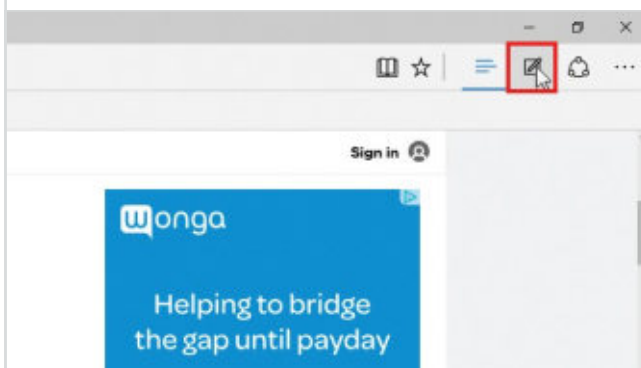 Sign in
wonga
Helping to bridge
the gap until payday